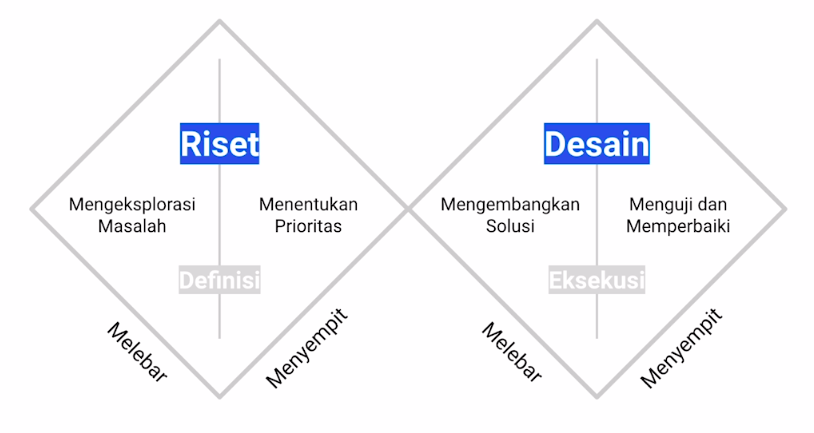 Riset
Mengeksplorasi
Masalah
Menentukan
Prioritas
Definisi
Melebar
Menyempit
Desain
Mengembangkan
Solusi
Menguji dan
Memperbaiki
Eksekusi
Melebar
Menyempit